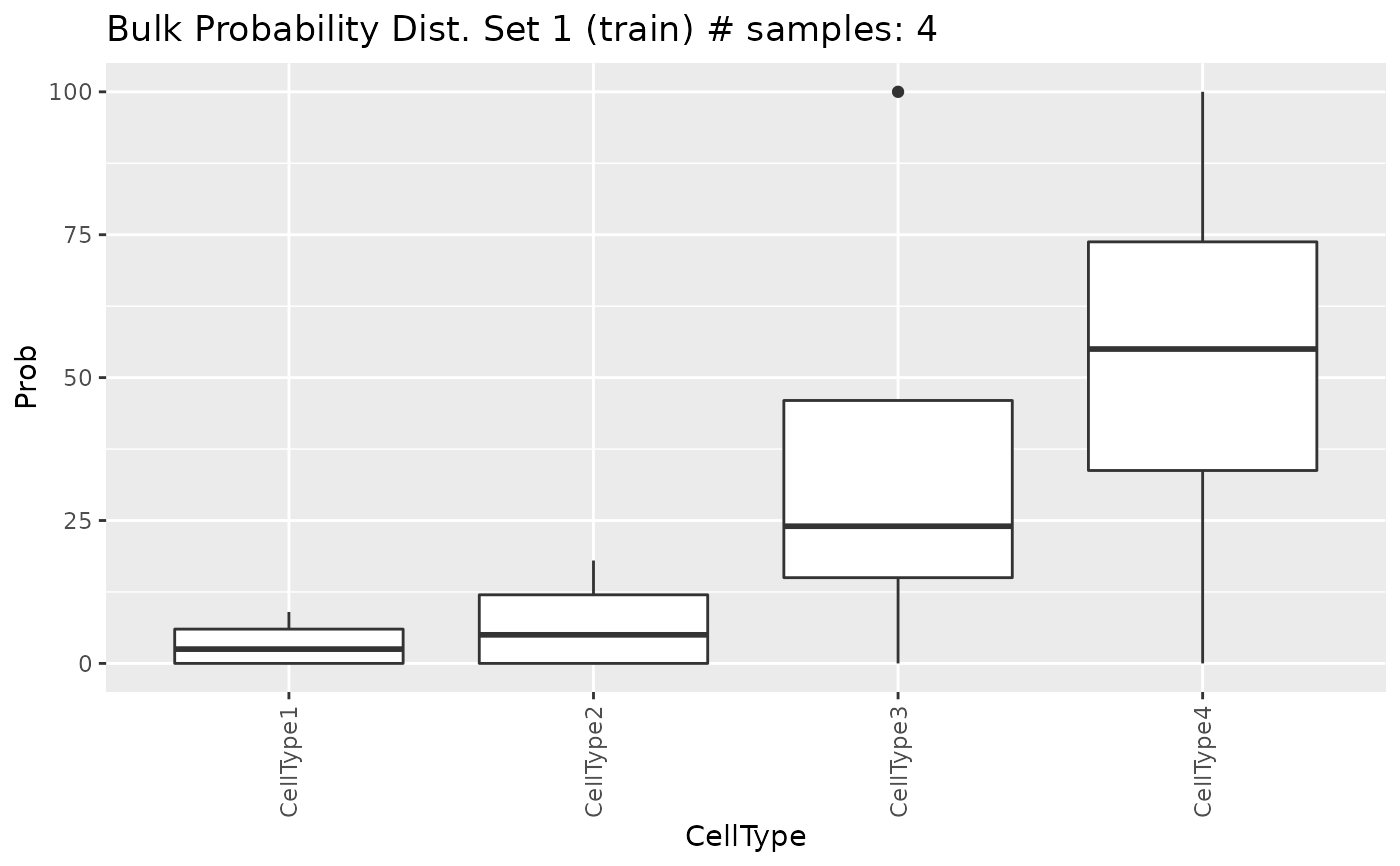 Bulk Probability Dist. Set 1 (train) # samples: 4
100
75
50
25
0
Prob
CellType1
CellType2
CellType3
CellType4
CellType